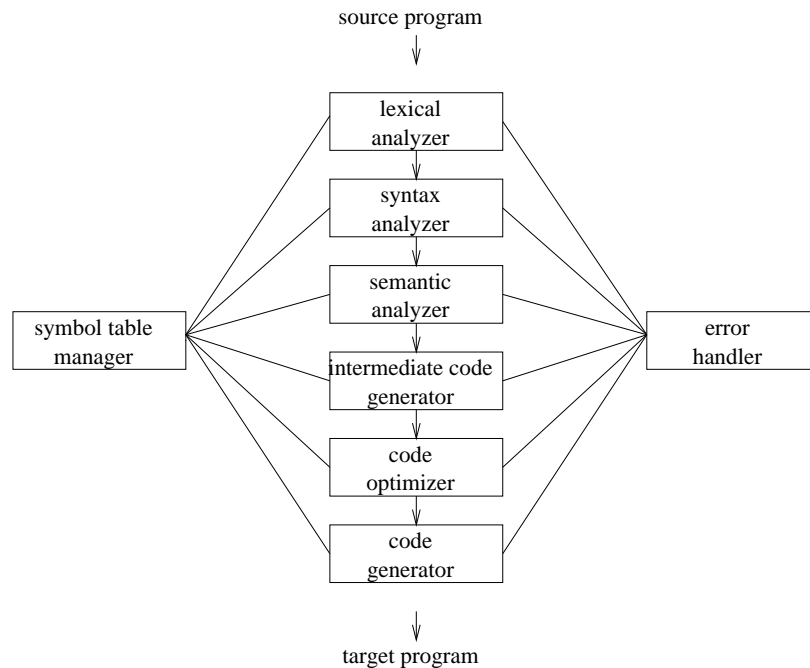 source program
lexical
analyzer
syntax
analyzer
semantic
analyzer
symbol table
manager
error
handler
intermediate code
generator
code
optimizer
code
generator
target program